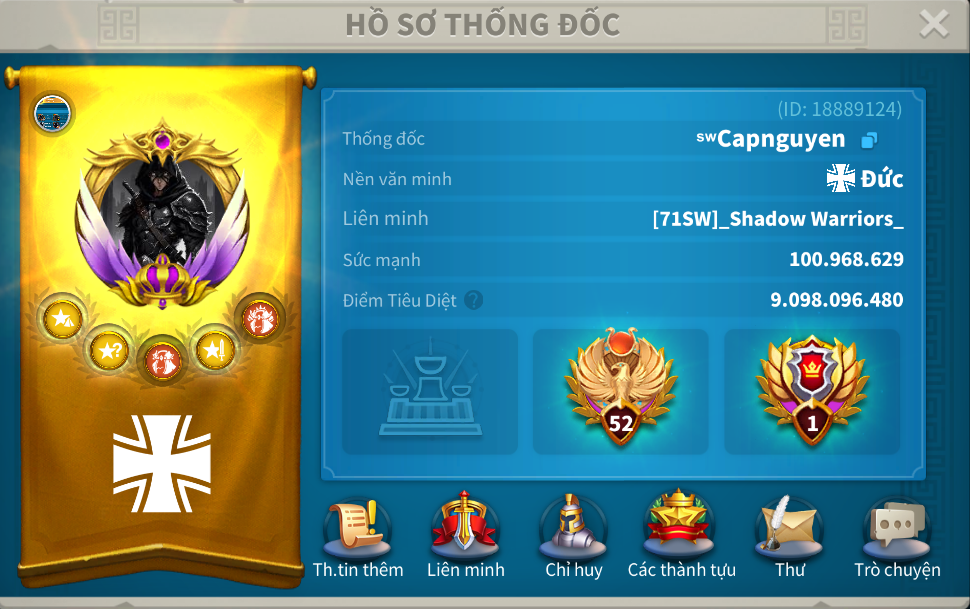 HỒ SƠ THỐNG ĐỐC
(ID: 18889124)
Thống đốc
ˢᵂCapnguyen
Nền văn minh
Đức
Liên minh
[71SW]_Shadow Warriors_
Sức mạnh
100.968.629
Điểm Tiêu Diệt ?
9.098.096.480
52
1
Th.tin thêm
Liên minh
Chỉ huy
Các thành tựu
Thư
Trò chuyện